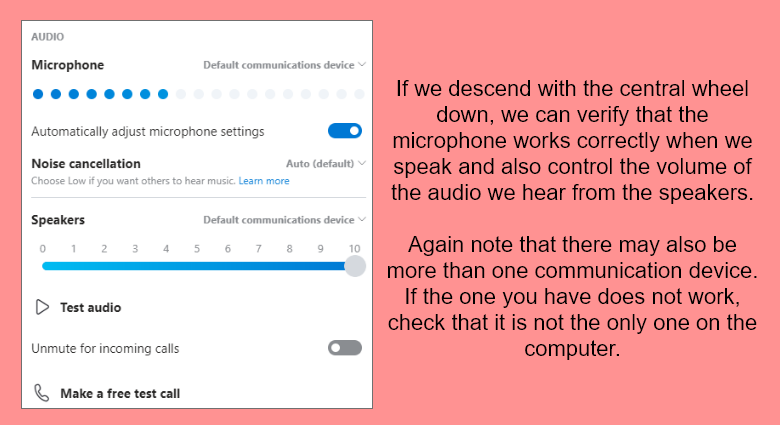 AUDIO
Microphone Default communications device
Automatically adjust microphone settings
Noise cancellation Auto (default)
Choose Low if you want others to hear music. Learn more
Speakers Default communications device
0 1 2 3 4 5 6 7 8 9 10
Test audio
Unmute for incoming calls
Make a free test call
If we descend with the central wheel
down, we can verify that the
microphone works correctly when we
speak and also control the volume of
the audio we hear from the speakers.
Again note that there may also be
more than one communication device.
If the one you have does not work,
check that it is not the only one on the
computer.